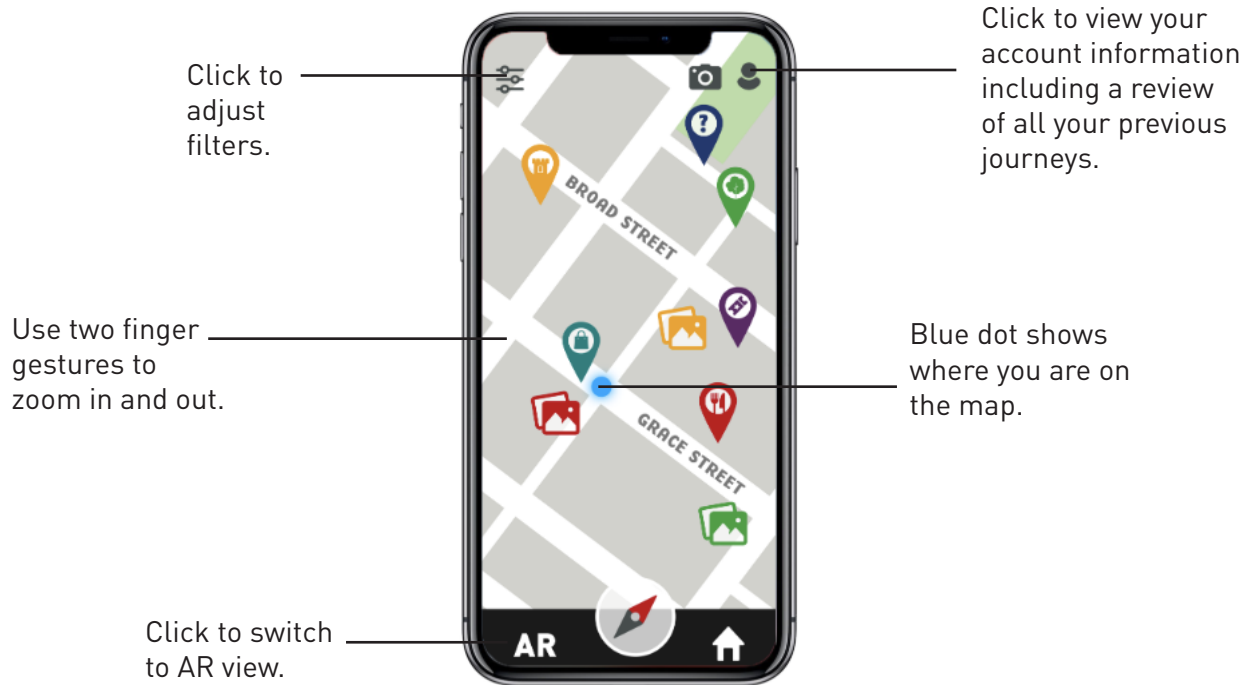 Click to view your
account information
including a review
of all your previous
journeys.
Click to
adjust
filters.
?
BROAD STREET
Use two finger
gestures to
zoom in and out.
Blue dot shows
where you are on
the map.
GRACE STREET
Click to switch
to AR view.
AR